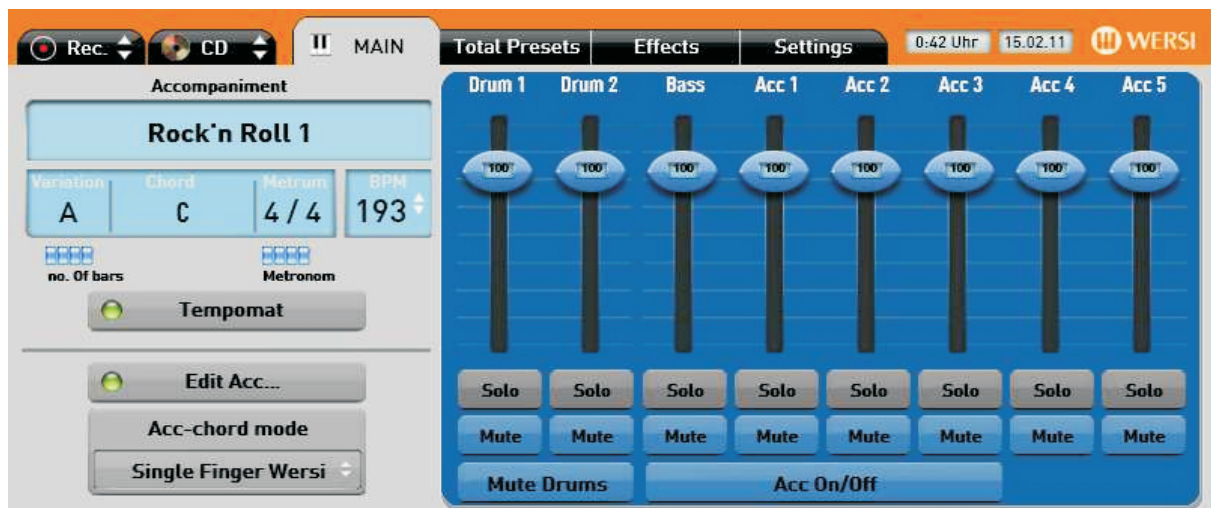 Rec. CD MAIN Total Presets Effects Settings 0:42 Uhr 15.02.11 WERSI
Accompaniment
Rock'n Roll 1
Variation Chord Metrum BPM
A C 4 / 4 193
no. Of bars Metronom
Tempomat
Edit Acc...
Acc-chord mode
Single Finger Wersi
Drum 1 Drum 2 Bass Acc 1 Acc 2 Acc 3 Acc 4 Acc 5
100 100 100 100 100 100 100 100
Solo Solo Solo Solo Solo Solo Solo Solo
Mute Mute Mute Mute Mute Mute Mute Mute
Mute Drums Acc On/Off